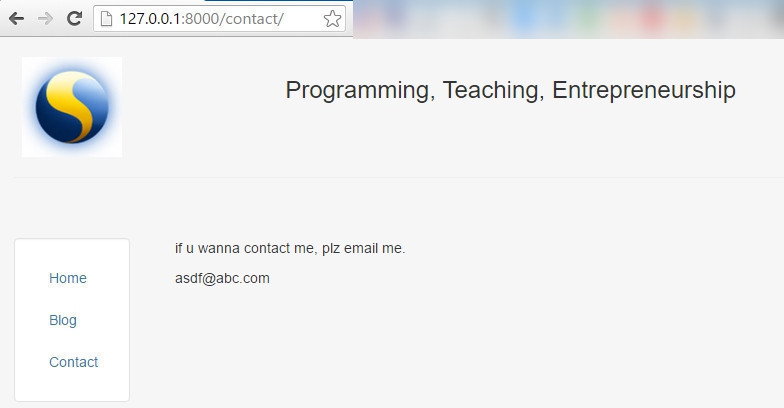 127.0.0.1:8000/contact/
Programming, Teaching, Entrepreneurship
if u wanna contact me, plz email me.
asdf@abc.com
Home
Blog
Contact